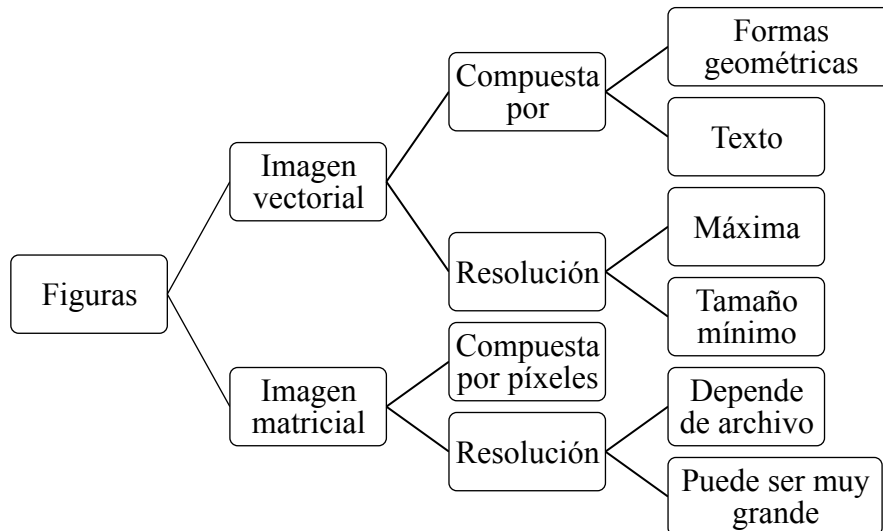 Figuras
Imagen
vectorial
Compuesta
por
Formas
geométricas
Texto
Resolución
Máxima
Tamaño
mínimo
Imagen
matricial
Compuesta
por píxeles
Resolución
Depende
de archivo
Puede ser muy
grande